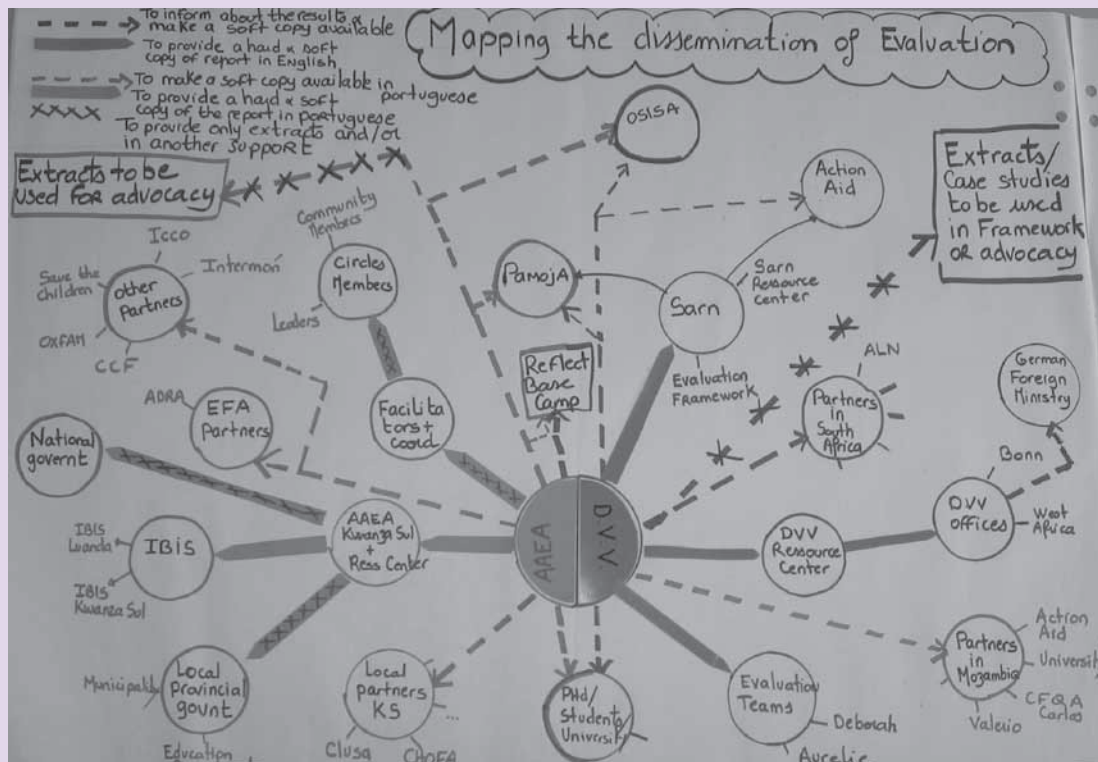 To inform about the results &
make a soft copy available
To provide a hard & soft
copy of report in English
To make a soft copy available in
portuguese
To provide a hard & soft
copy of the report in portuguese
To provide only extracts and/or
in another support
Mapping the dissemination of Evaluation
Extracts to be
used for advocacy
OSISA
Action
Aid
Extracts/
Case studies
to be used
in Framework
or advocacy
Icco
Save the
children
Intermon
other
Partners
OXFAM
CCF
Community
Members
Circles
Members
Leaders
PamojA
Sarn
Sarn
Ressource
center
Evaluation
Framework
Reflect
Base
Camp
ALN
Partners
in
South
Africa
German
Foreign
Ministry
ADRA
EFA
Partners
Facilita
tors +
coord
National
governt
AAEA
Kwanza Sul
+
Ress Center
AAEA
DVV
DVV
Ressource
Center
DVV
offices
Bonn
West
Africa
IBIS
Luanda
IBIS
IBIS
Kwanza Sul
Municipald
Local
Provincial
govnt
Education
Local
partners
KS
...
Clusa
PHd/
Students
Universit
Evaluation
Teams
Deborah
Aurelie
Partners
in
Mozambic
Action
Aid
Universit
CFQA
Carlos
Valerio